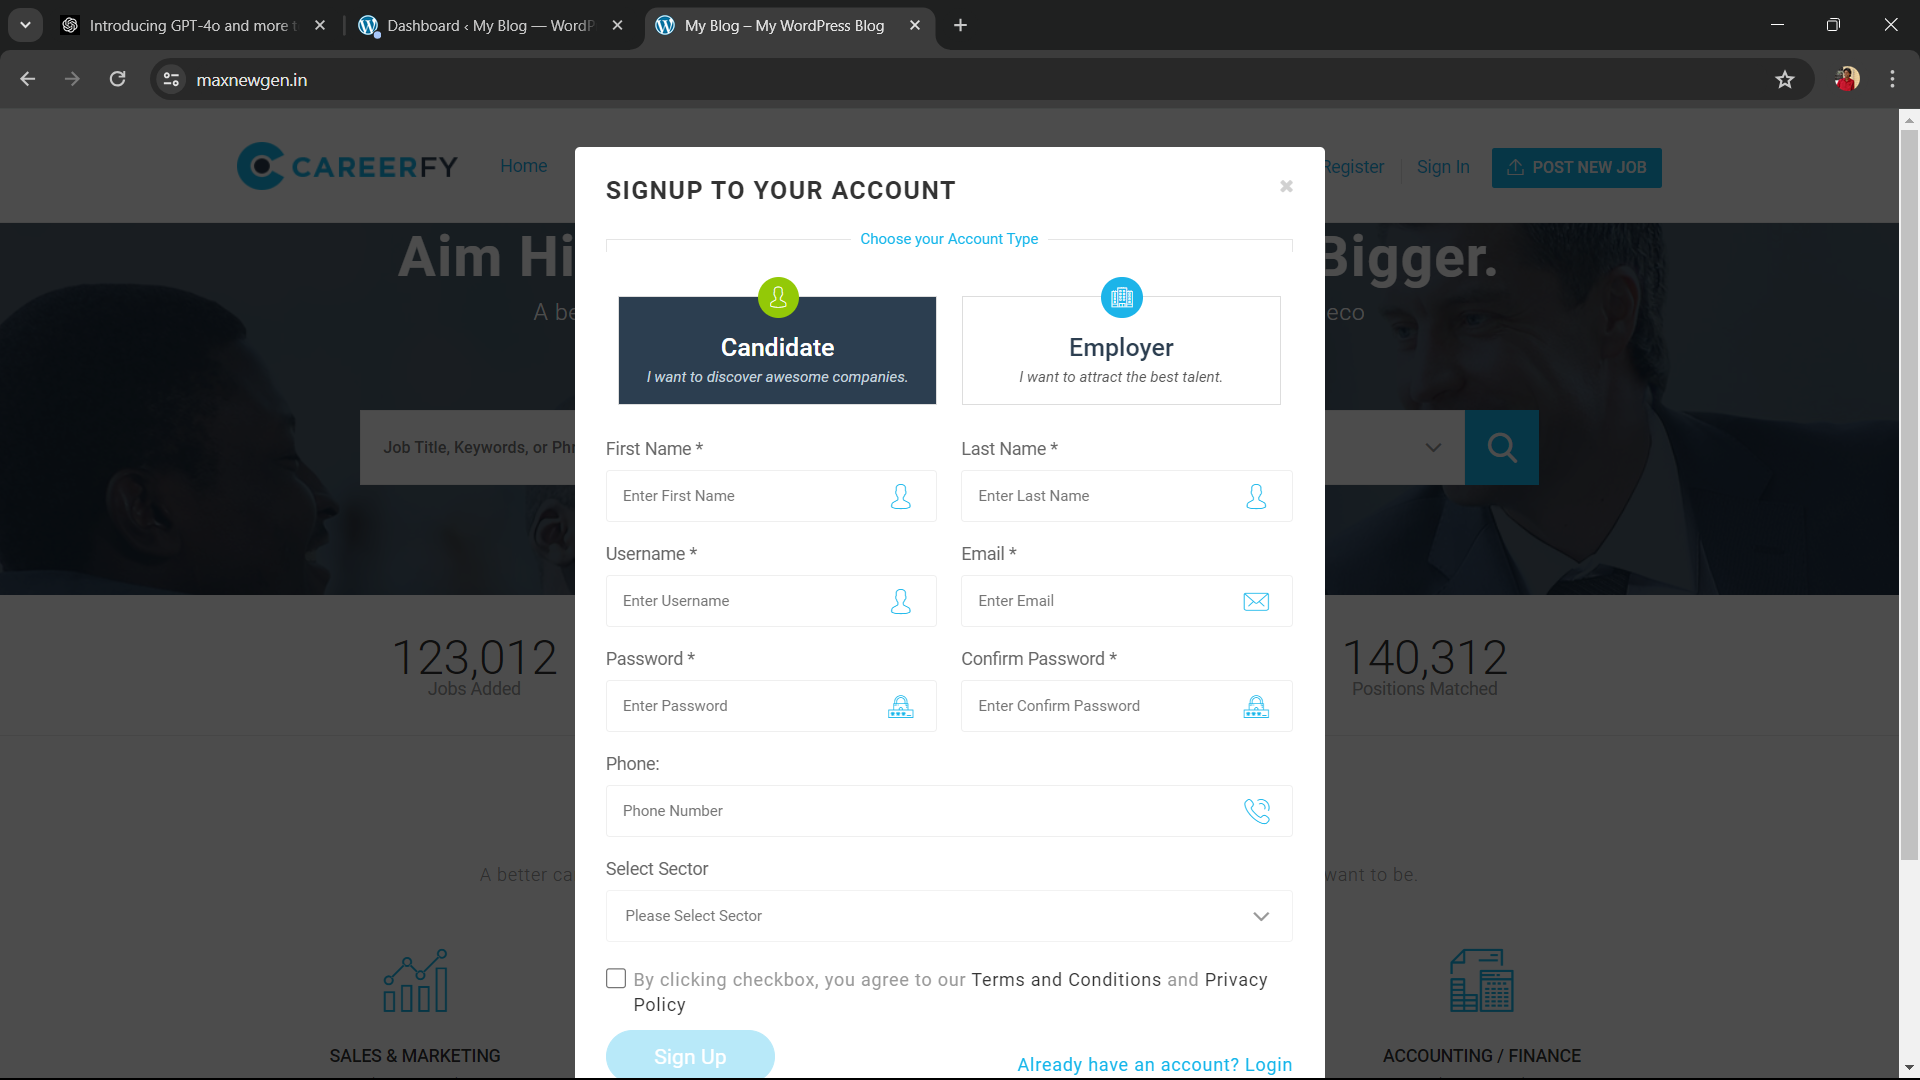 Introducing GPT-4o and more t
Dashboard ‹ My Blog — WordP
My Blog – My WordPress Blog
maxnewgen.in
CAREERFY
Home
Register
Sign In
POST NEW JOB
SIGNUP TO YOUR ACCOUNT
Choose your Account Type
Aim Hi
Bigger.
A be
eco
Candidate
I want to discover awesome companies.
Employer
I want to attract the best talent.
Job Title, Keywords, or Phr
First Name *
Last Name *
Enter First Name
Enter Last Name
Username *
Email *
Enter Username
Enter Email
123,012
Jobs Added
140,312
Positions Matched
Password *
Confirm Password *
Enter Password
Enter Confirm Password
Phone:
Phone Number
Select Sector
A better ca
want to be.
Please Select Sector
By clicking checkbox, you agree to our Terms and Conditions and Privacy
Policy
Sign Up
Already have an account? Login
SALES & MARKETING
ACCOUNTING / FINANCE